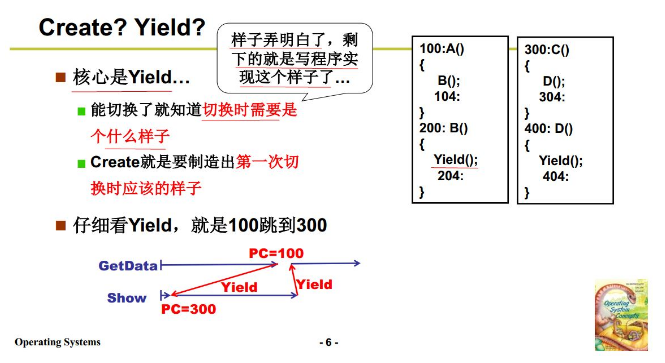 Create? Yield?
样子弄明白了，剩
下的就是写程序实
现这个样子了…
核心是Yield…
能切换了就知道切换时需要是
个什么样子
Create就是要制造出第一次切
换时应该的样子
仔细看Yield，就是100跳到300
100:A()
{
B();
104:
}
200: B()
{
Yield();
204:
}
300:C()
{
D();
304:
}
400: D()
{
Yield();
404:
}
PC=100
GetData
Yield
Yield
Show
PC=300
Operating
System
Concepts
Operating Systems
- 6 -